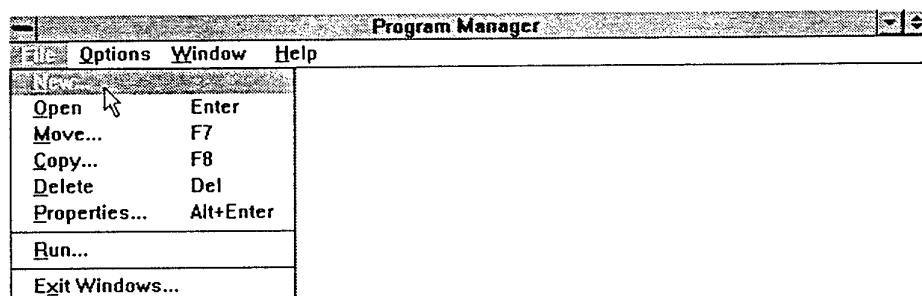 Program Manager
File Options Window Help
New...
Open Enter
Move... F7
Copy... F8
Delete Del
Properties... Alt+Enter
Run...
Exit Windows...